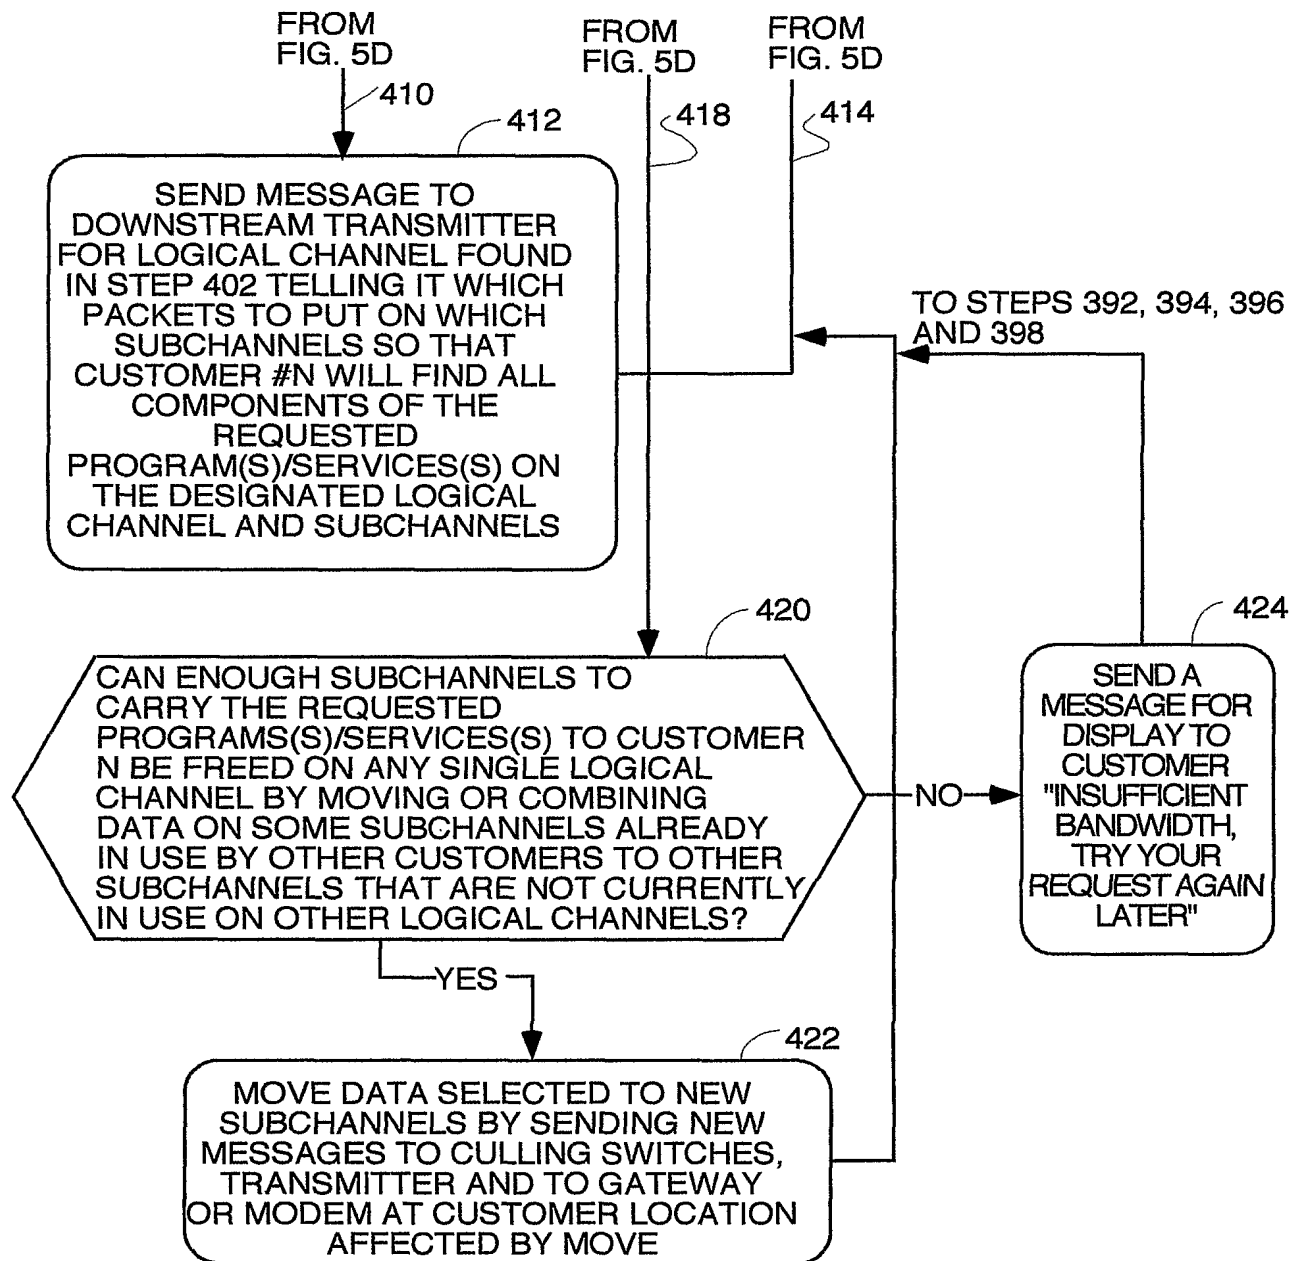 FROM
FIG. 5D
FROM
FIG. 5D
FROM
FIG. 5D
410
412
418
414
SEND MESSAGE TO
DOWNSTREAM TRANSMITTER
FOR LOGICAL CHANNEL FOUND
IN STEP 402 TELLING IT WHICH
PACKETS TO PUT ON WHICH
SUBCHANNELS SO THAT
CUSTOMER #N WILL FIND ALL
COMPONENTS OF THE
REQUESTED
PROGRAM(S)/SERVICES(S) ON
THE DESIGNATED LOGICAL
CHANNEL AND SUBCHANNELS
TO STEPS 392, 394, 396
AND 398
420
CAN ENOUGH SUBCHANNELS TO
CARRY THE REQUESTED
PROGRAMS(S)/SERVICES(S) TO CUSTOMER
N BE FREED ON ANY SINGLE LOGICAL
CHANNEL BY MOVING OR COMBINING
DATA ON SOME SUBCHANNELS ALREADY
IN USE BY OTHER CUSTOMERS TO OTHER
SUBCHANNELS THAT ARE NOT CURRENTLY
IN USE ON OTHER LOGICAL CHANNELS?
NO
424
SEND A
MESSAGE FOR
DISPLAY TO
CUSTOMER
"INSUFFICIENT
BANDWIDTH,
TRY YOUR
REQUEST AGAIN
LATER"
YES
422
MOVE DATA SELECTED TO NEW
SUBCHANNELS BY SENDING NEW
MESSAGES TO CULLING SWITCHES,
TRANSMITTER AND TO GATEWAY
OR MODEM AT CUSTOMER LOCATION
AFFECTED BY MOVE